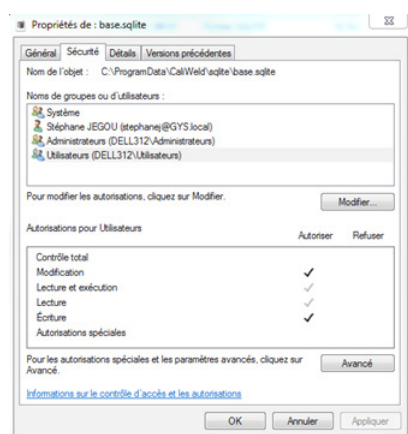 Propriétés de : base.sqlite
Général Sécurité Détails Versions précédentes
Nom de l'objet : C:\ProgramData\CaliWeld\sqlite\base.sqlite
Noms de groupes ou d'utilisateurs :
Système
Stéphane JEGOU (stephanej@GYS.local)
Administrateurs (DELL312\Administrateurs)
Utilisateurs (DELL312\Utilisateurs)
Pour modifier les autorisations, cliquez sur Modifier.
Modifier...
Autorisations pour Utilisateurs
Autoriser Refuser
Contrôle total
Modification
Lecture et exécution
Lecture
Écriture
Autorisations spéciales
Pour les autorisations spéciales et les paramètres avancés, cliquez sur
Avancé.
Avancé
Informations sur le contrôle d'accès et les autorisations
OK Annuler Appliquer